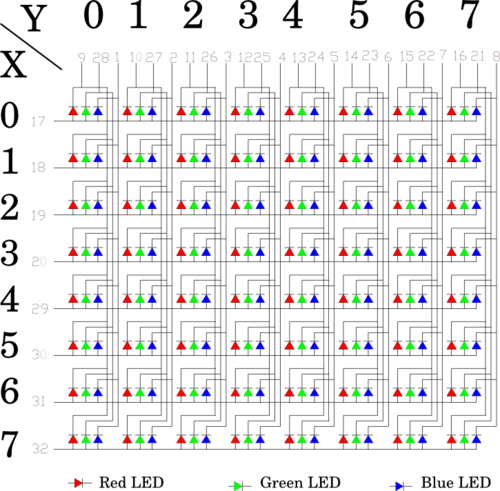 Y 0 1 2 3 4 5 6 7
X 9 28 1 10 27 2 11 26 3 12 25 4 13 24 5 14 23 6 15 22 7 16 21 8
0 17
1 18
2 19
3 20
4 29
5 30
6 31
7 32
Red LED Green LED Blue LED